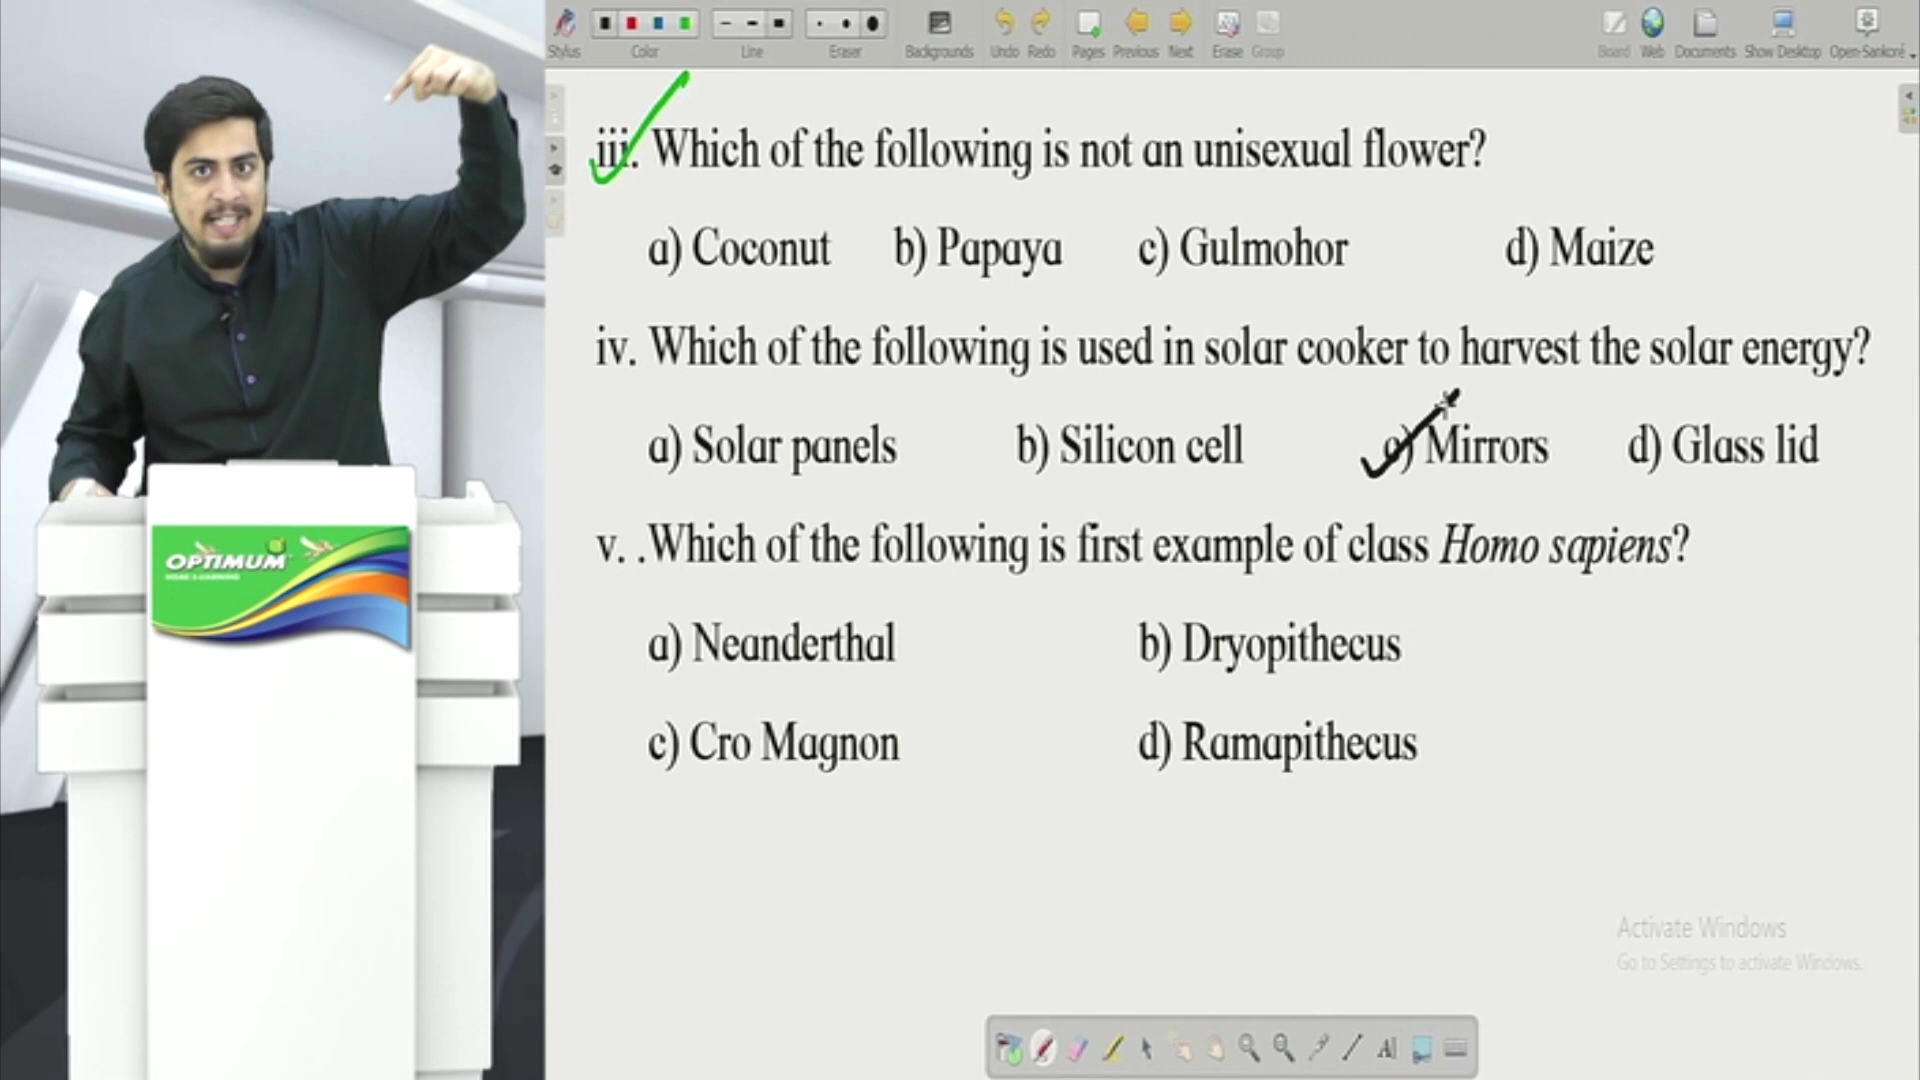 Stylus Color Line Eraser Backgrounds Undo Redo Pages Previous Next Erase Group Board Web Documents Show Desktop Open-Sankoré
iii. Which of the following is not an unisexual flower?
a) Coconut b) Papaya c) Gulmohor d) Maize
iv. Which of the following is used in solar cooker to harvest the solar energy?
a) Solar panels b) Silicon cell c) Mirrors d) Glass lid
v. .Which of the following is first example of class Homo sapiens?
a) Neanderthal b) Dryopithecus
c) Cro Magnon d) Ramapithecus
OPTIMUM
HOME E-LEARNING
Activate Windows
Go to Settings to activate Windows.